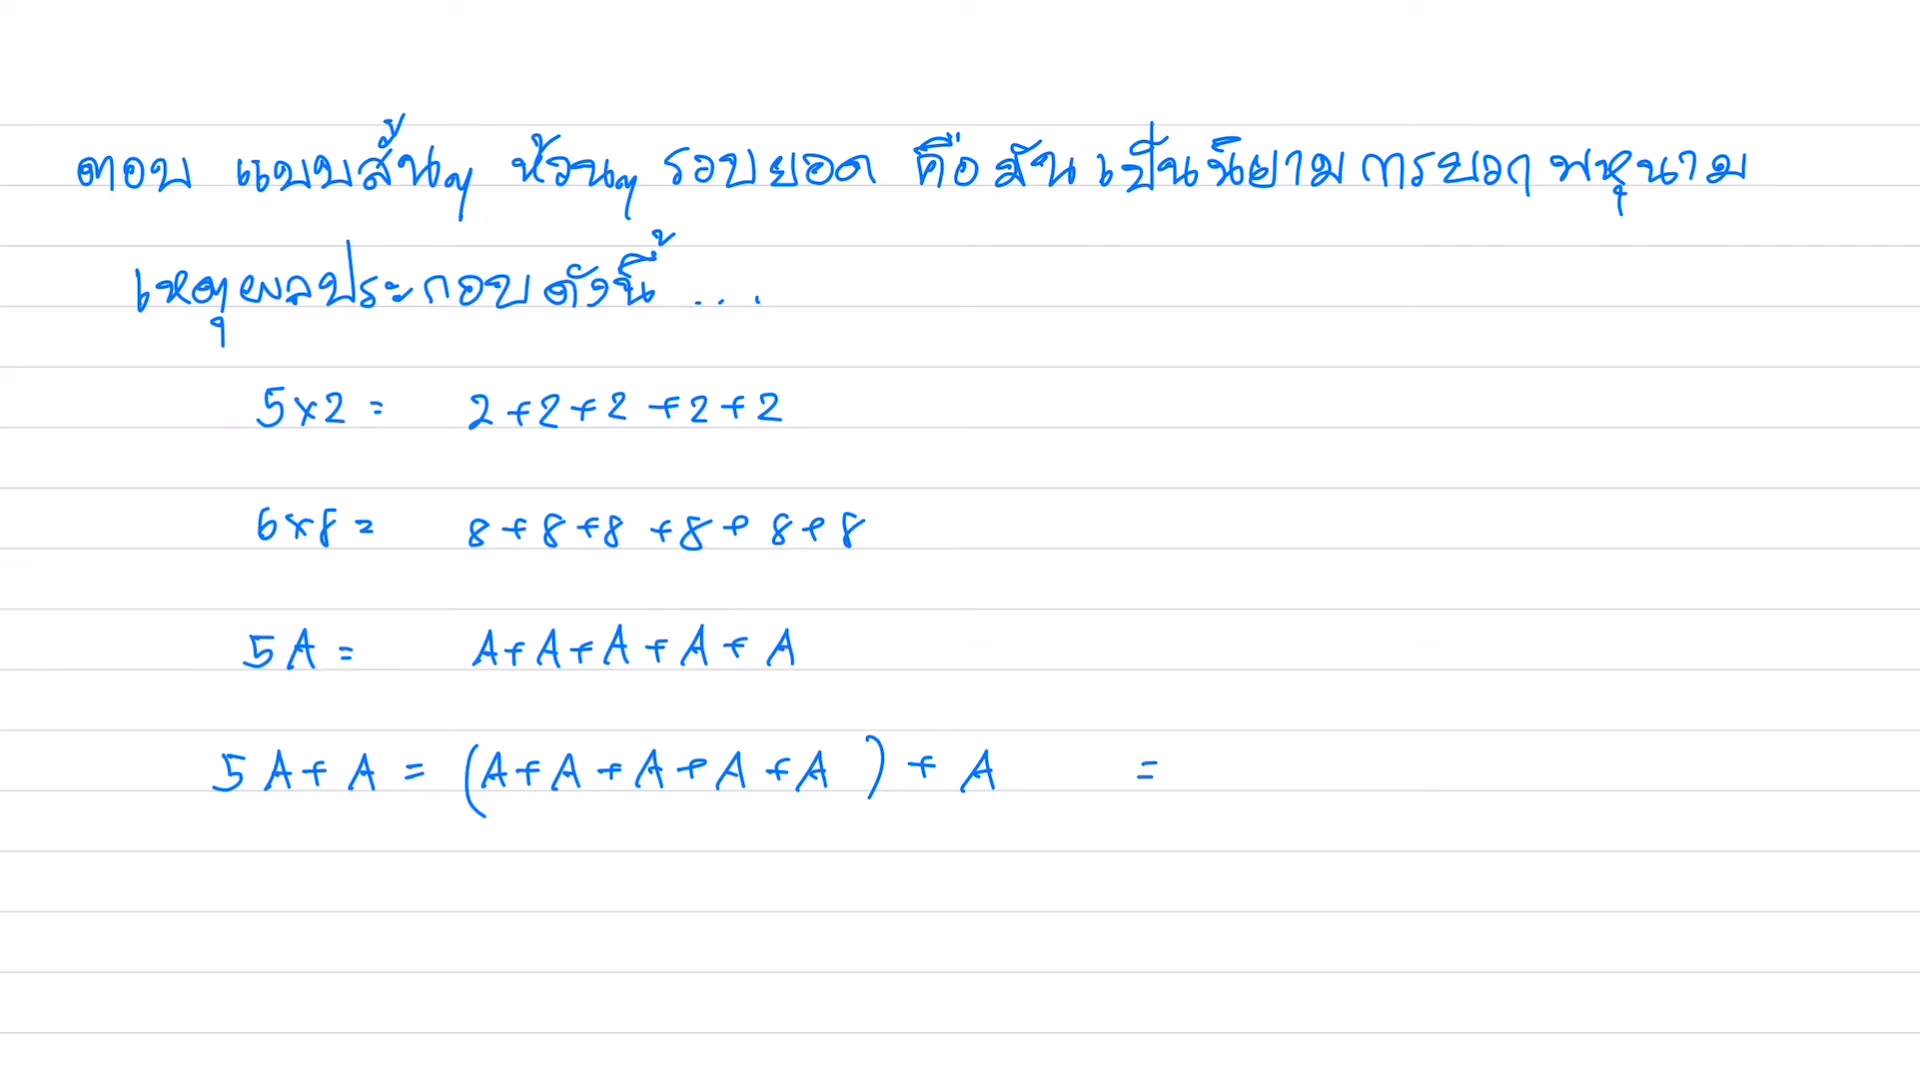 ตอบ แบบสั้นๆ ห้วนๆ รวบยอด คือ มัน เป็นนิยาม การบวก พหุนาม
เหตุผลประกอบ ดังนี้ ...
5×2 = 2+2+2+2+2
6×8 = 8+8+8+8+8+8
5A = A+A+A+A+A
5A+A = (A+A+A+A+A) + A =